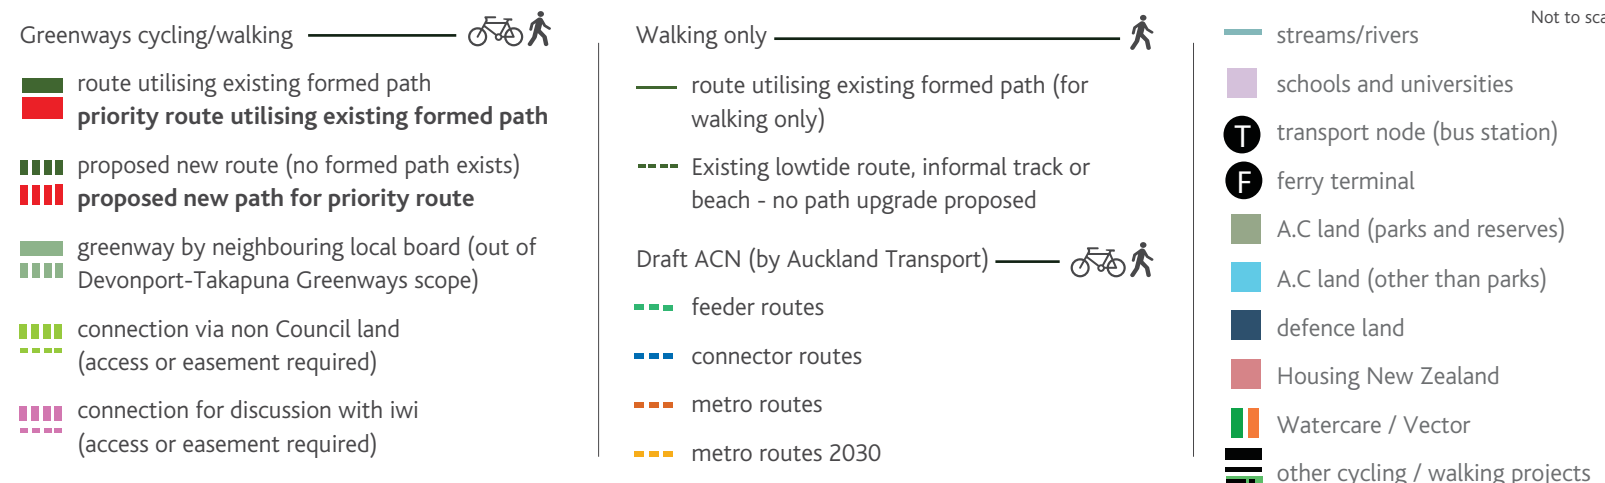 Greenways cycling/walking
route utilising existing formed path
priority route utilising existing formed path
proposed new route (no formed path exists)
proposed new path for priority route
greenway by neighbouring local board (out of
Devonport-Takapuna Greenways scope)
connection via non Council land
(access or easement required)
connection for discussion with iwi
(access or easement required)
Walking only
route utilising existing formed path (for
walking only)
Existing lowtide route, informal track or
beach - no path upgrade proposed
Draft ACN (by Auckland Transport)
feeder routes
connector routes
metro routes
metro routes 2030
Not to sca
streams/rivers
schools and universities
T transport node (bus station)
F ferry terminal
A.C land (parks and reserves)
A.C land (other than parks)
defence land
Housing New Zealand
Watercare / Vector
other cycling / walking projects